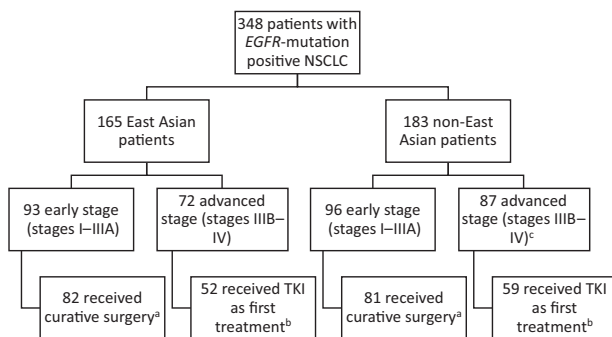 348 patients with
EGFR-mutation
positive NSCLC
165 East Asian
patients
183 non-East
Asian patients
93 early stage
(stages I–IIIA)
72 advanced
stage (stages IIIB–
IV)
96 early stage
(stages I–IIIA)
87 advanced
stage (stages IIIB–
IV)ᶜ
82 received
curative surgeryᵃ
52 received TKI
as first
treatmentᵇ
81 received
curative surgeryᵃ
59 received TKI
as first
treatmentᵇ